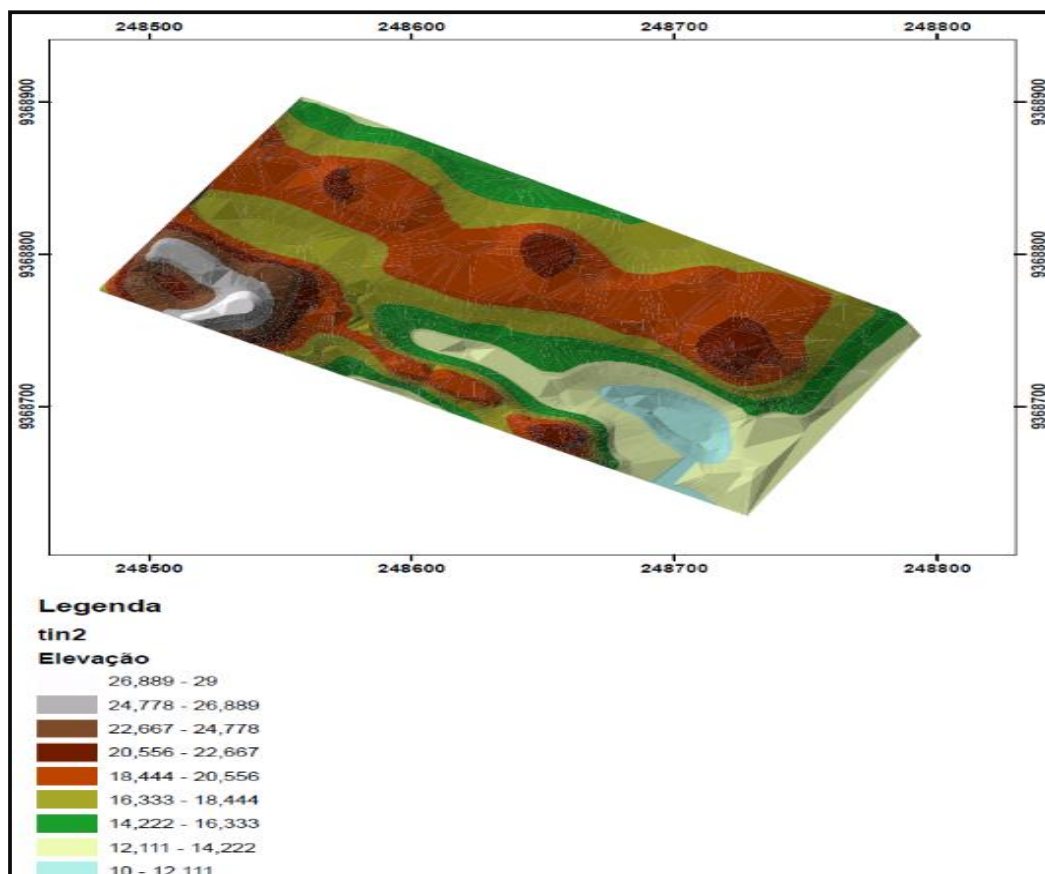 248500 248600 248700 248800
9368900 9368900
9368800 9368800
9368700 9368700
248500 248600 248700 248800
Legenda
tin2
Elevação
26,889 - 29
24,778 - 26,889
22,667 - 24,778
20,556 - 22,667
18,444 - 20,556
16,333 - 18,444
14,222 - 16,333
12,111 - 14,222
10 - 12,111